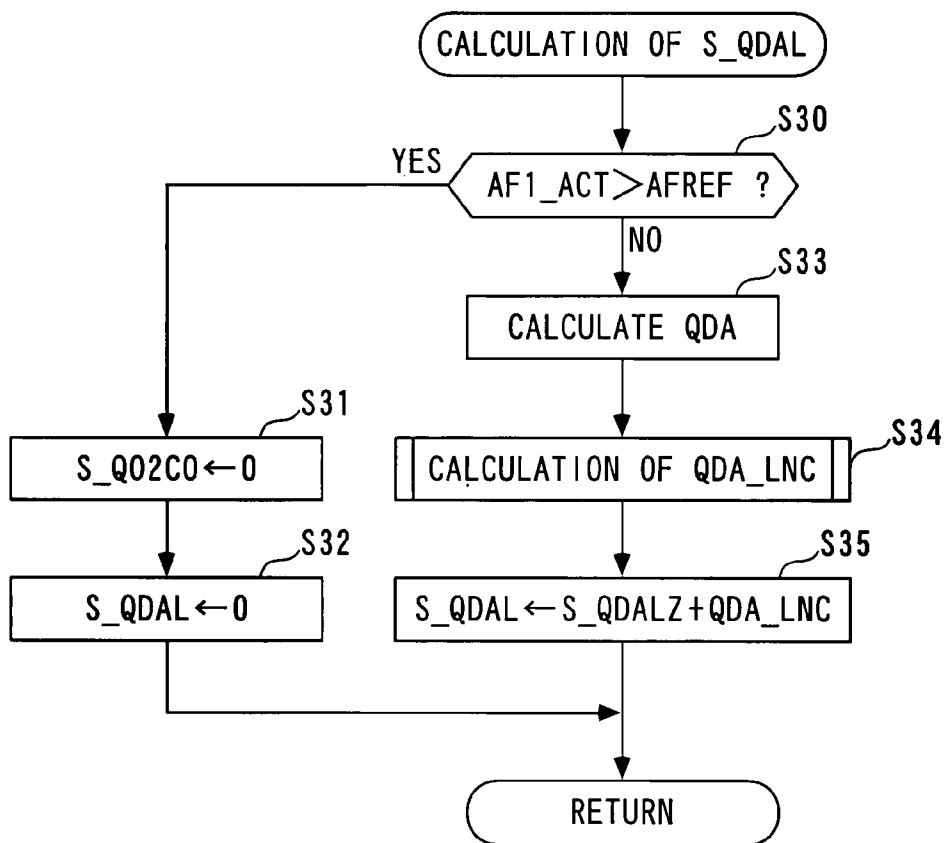 CALCULATION OF S_QDAL
S30
YES
AF1_ACT>AFREF ?
NO
S33
CALCULATE QDA
S31
S_QO2CO←0
S34
CALCULATION OF QDA_LNC
S32
S_QDAL←0
S35
S_QDAL←S_QDALZ+QDA_LNC
RETURN